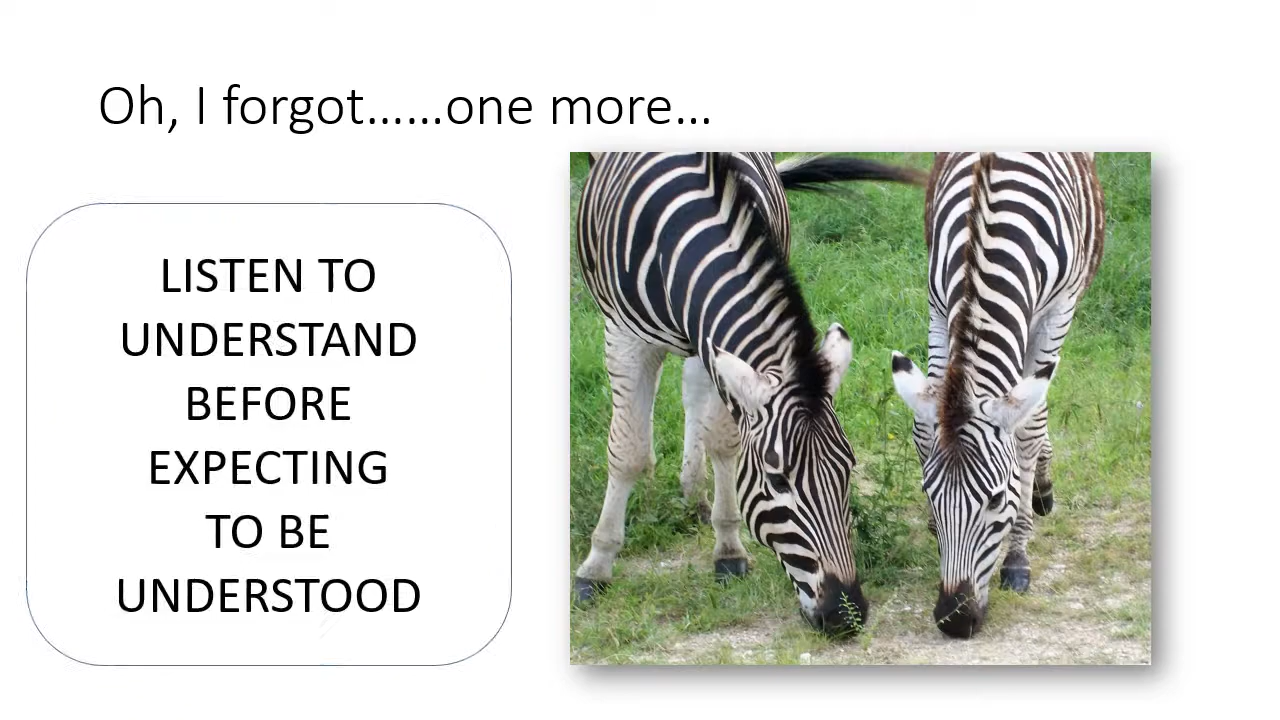 Oh, I forgot......one more...
LISTEN TO
UNDERSTAND
BEFORE
EXPECTING
TO BE
UNDERSTOOD